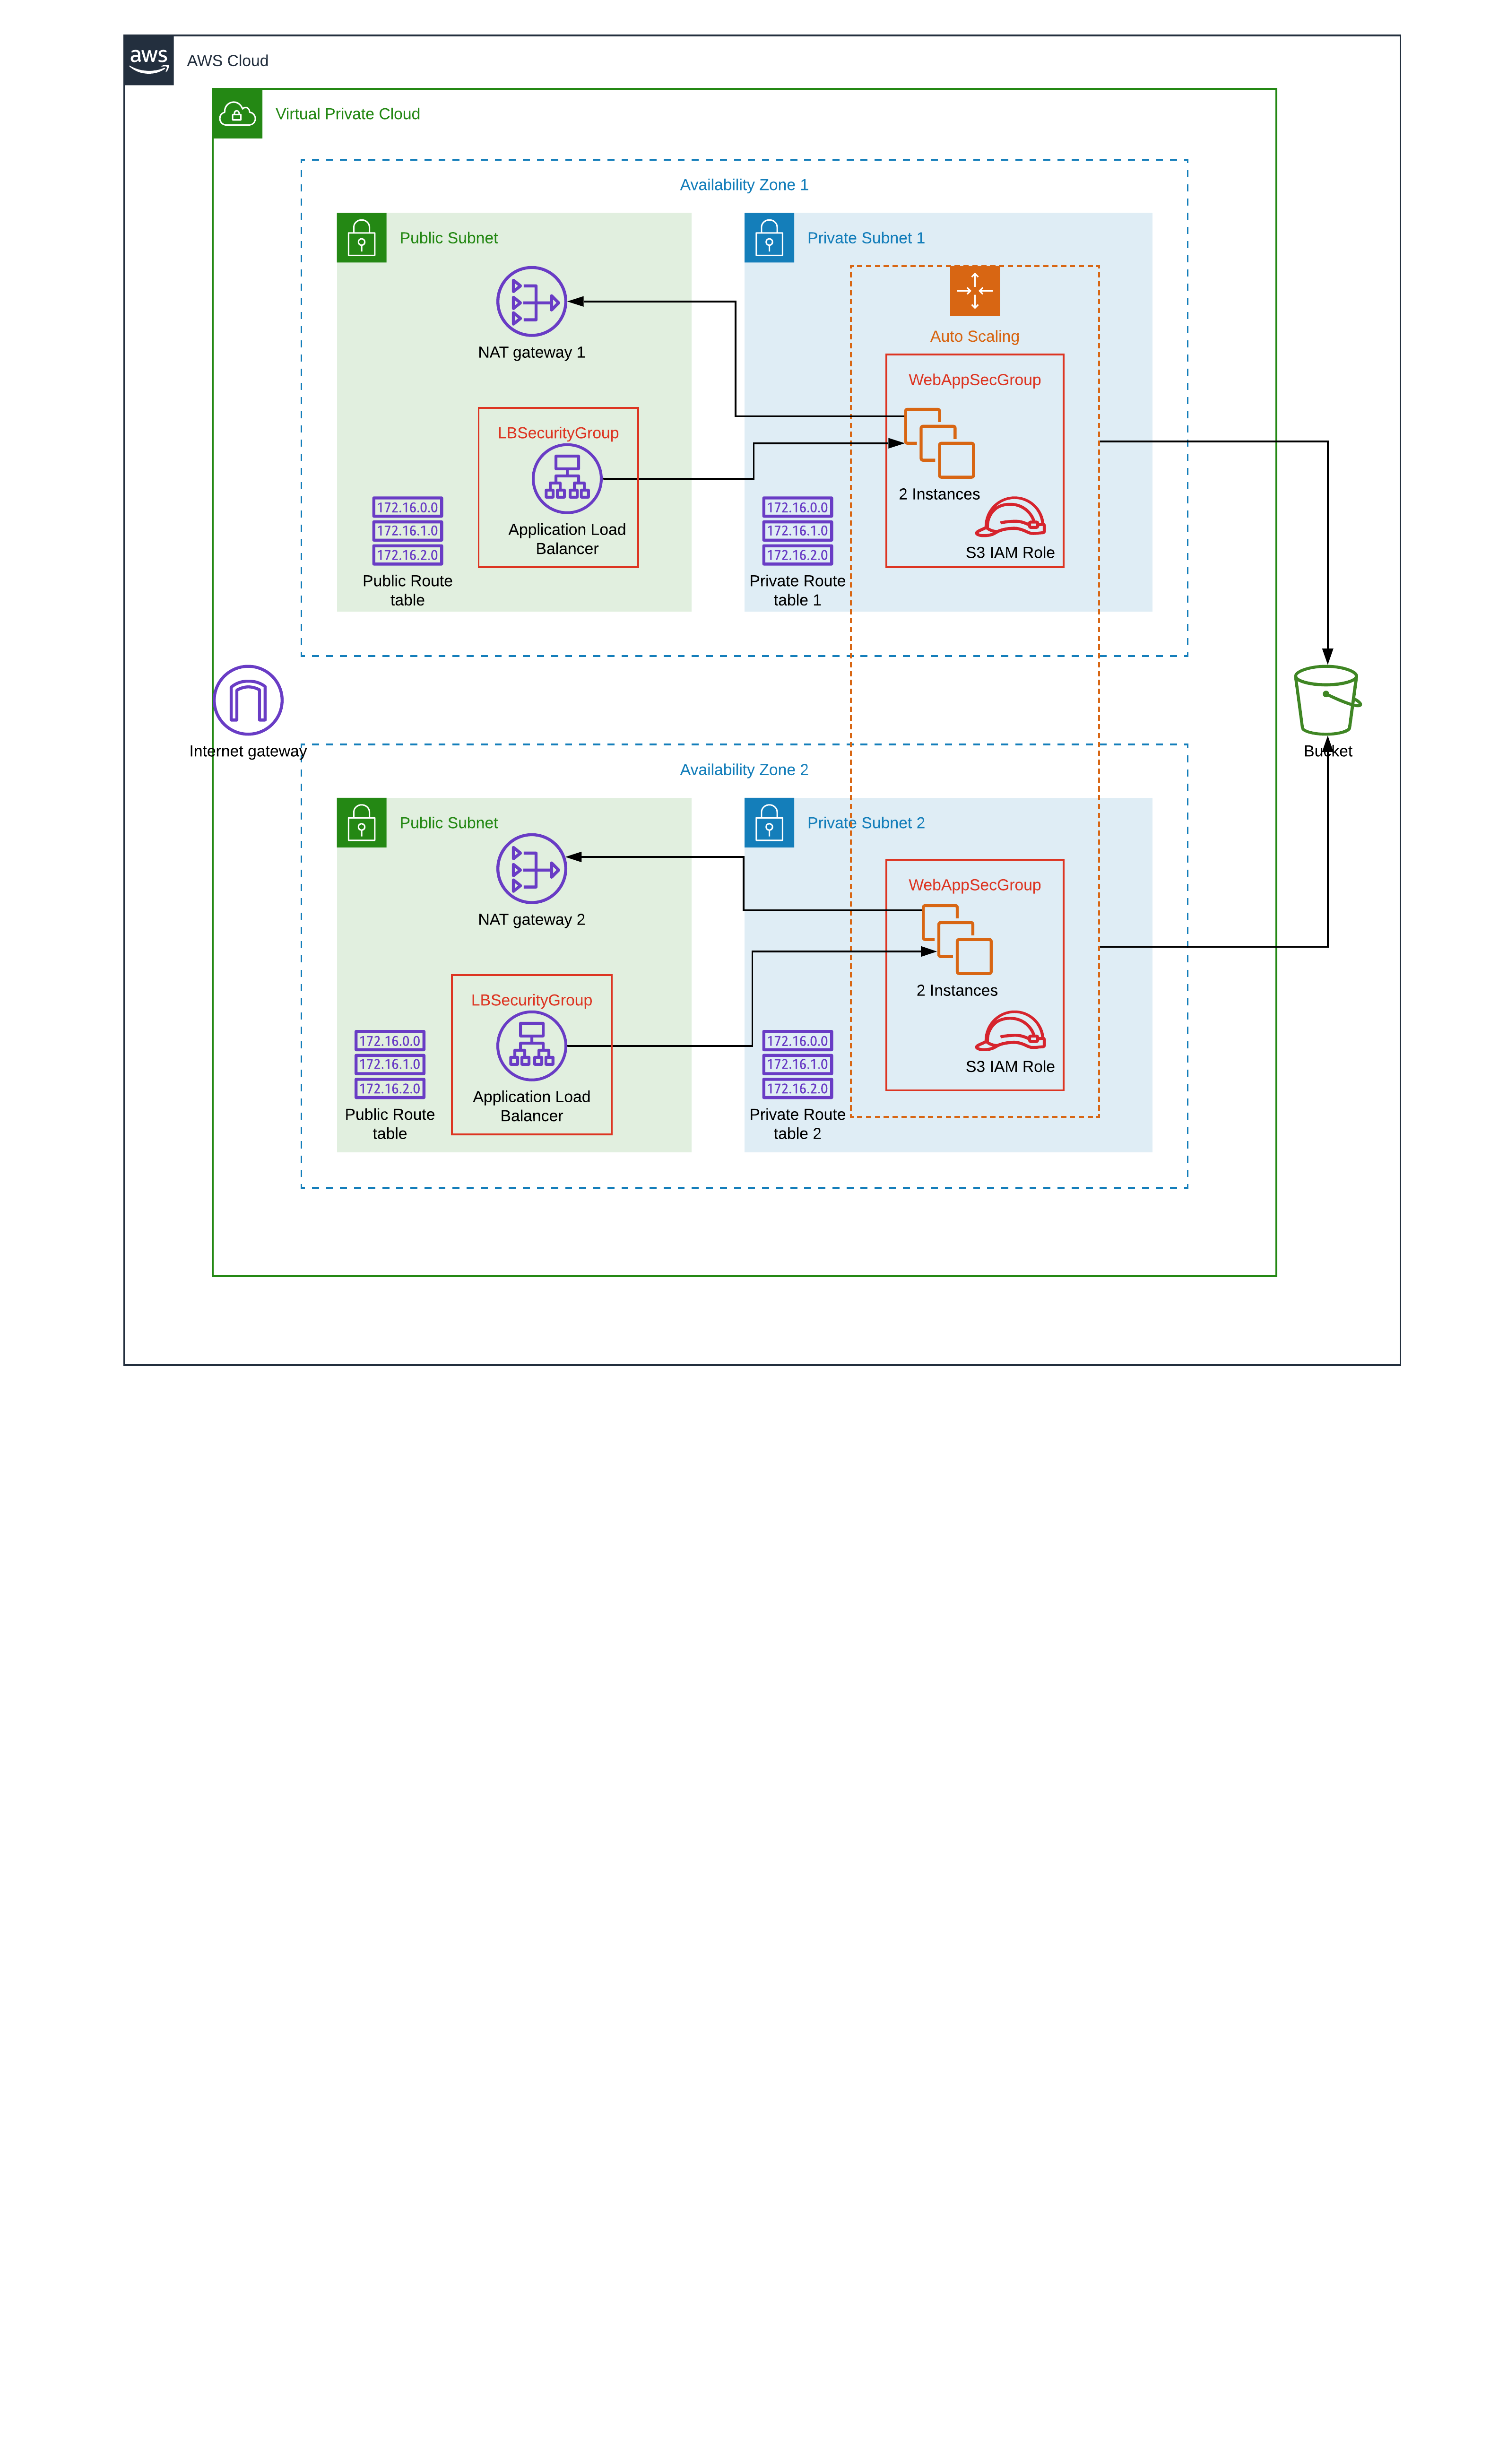 aws
AWS Cloud
Virtual Private Cloud
Availability Zone 1
Public Subnet
Private Subnet 1
NAT gateway 1
Auto Scaling
WebAppSecGroup
LBSecurityGroup
2 Instances
172.16.0.0
172.16.1.0
172.16.2.0
Public Route
table
Application Load
Balancer
172.16.0.0
172.16.1.0
172.16.2.0
Private Route
table 1
S3 IAM Role
Internet gateway
Bucket
Availability Zone 2
Public Subnet
Private Subnet 2
NAT gateway 2
WebAppSecGroup
LBSecurityGroup
2 Instances
172.16.0.0
172.16.1.0
172.16.2.0
Public Route
table
Application Load
Balancer
172.16.0.0
172.16.1.0
172.16.2.0
Private Route
table 2
S3 IAM Role